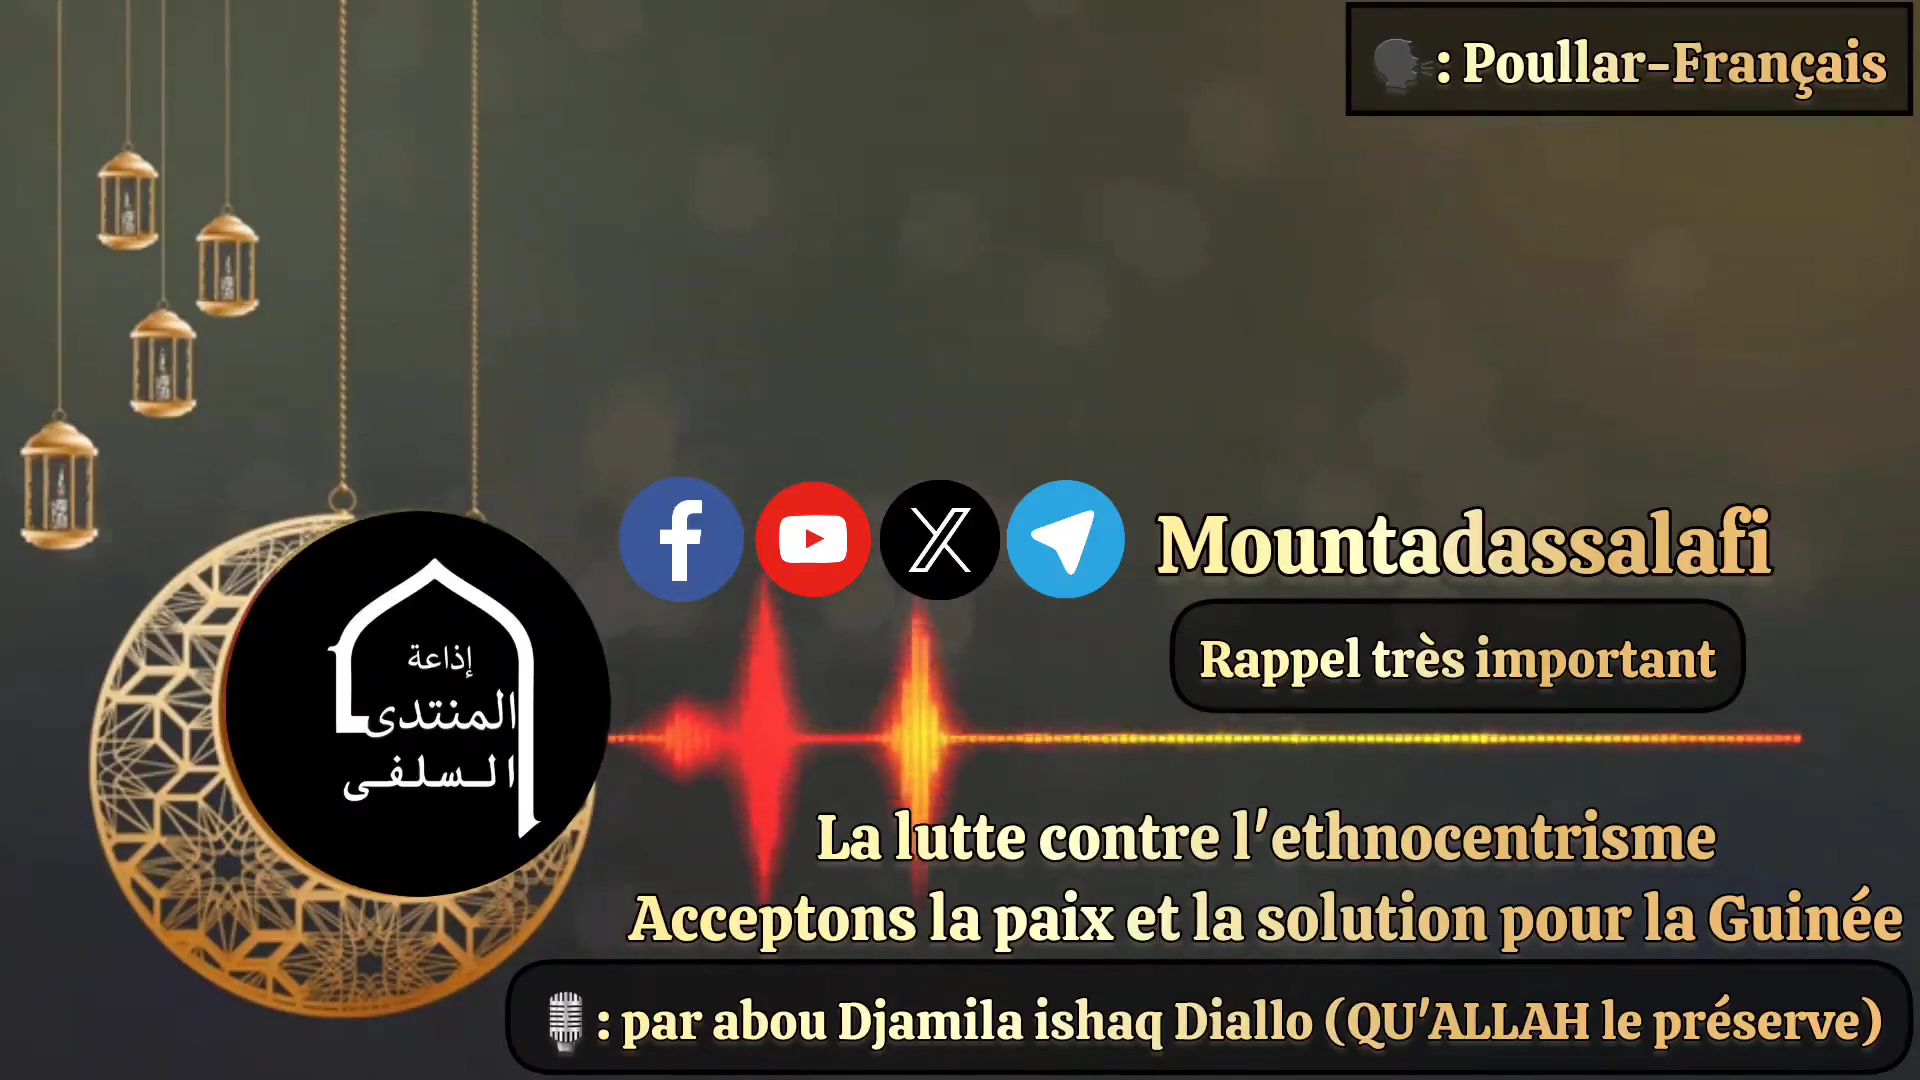 : Poullar-Français
Mountadassalafi
Rappel très important
إذاعة
المنتدى
السلفى
La lutte contre l'ethnocentrisme
Acceptons la paix et la solution pour la Guinée
: par abou Djamila ishaq Diallo (QU'ALLAH le préserve)